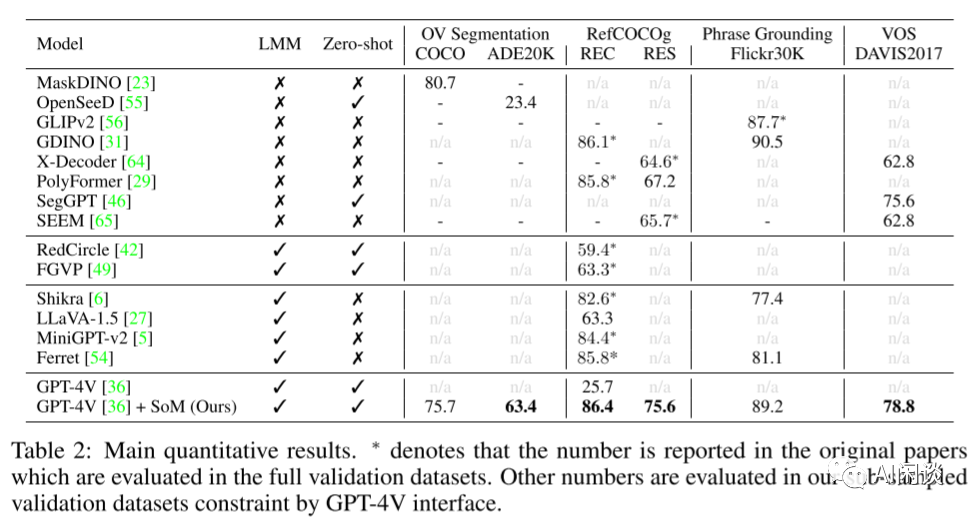 Model LMM Zero-shot OV Segmentation RefCOCOg Phrase Grounding VOS
COCO ADE20K REC RES Flickr30K DAVIS2017
MaskDINO [23] ✗ ✗ 80.7 - n/a n/a n/a n/a
OpenSeeD [55] ✗ ✓ - 23.4 n/a n/a n/a n/a
GLIPv2 [56] ✗ ✗ - - - - 87.7* n/a
GDINO [31] ✗ ✗ n/a n/a 86.1* n/a 90.5 n/a
X-Decoder [64] ✗ ✗ - - - 64.6* n/a 62.8
PolyFormer [29] ✗ ✗ n/a n/a 85.8* 67.2 n/a n/a
SegGPT [46] ✗ ✓ n/a n/a n/a n/a n/a 75.6
SEEM [65] ✗ ✗ - - - 65.7* - 62.8
RedCircle [42] ✓ ✓ n/a n/a 59.4* n/a n/a n/a
FGVP [49] ✓ ✓ n/a n/a 63.3* n/a n/a n/a
Shikra [6] ✓ ✗ n/a n/a 82.6* n/a 77.4 n/a
LLaVA-1.5 [27] ✓ ✗ n/a n/a 63.3 n/a n/a n/a
MiniGPT-v2 [5] ✓ ✗ n/a n/a 84.4* n/a n/a n/a
Ferret [54] ✓ ✗ n/a n/a 85.8* n/a 81.1 n/a
GPT-4V [36] ✓ ✓ n/a n/a 25.7 n/a n/a n/a
GPT-4V [36] + SoM (Ours) ✓ ✓ 75.7 63.4 86.4 75.6 89.2 78.8
Table 2: Main quantitative results. * denotes that the number is reported in the original papers
which are evaluated in the full validation datasets. Other numbers are evaluated in our sub-sampled
validation datasets constraint by GPT-4V interface.
AI闲谈